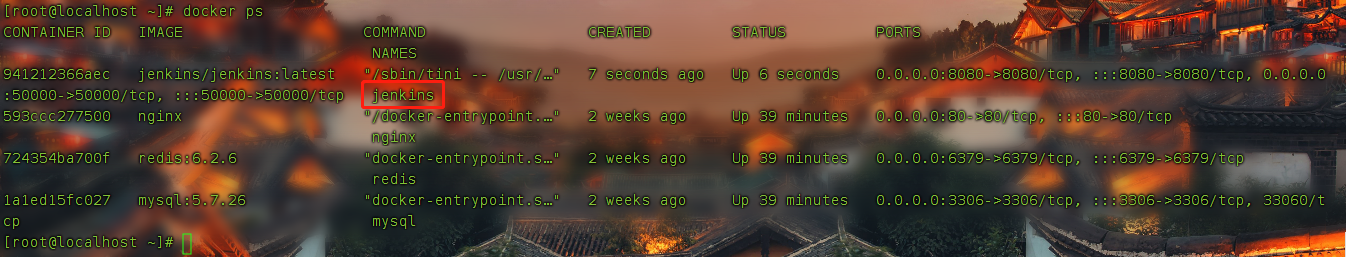 [root@localhost ~]# docker ps
CONTAINER ID   IMAGE                    COMMAND                  CREATED         STATUS          PORTS
NAMES
941212366aec   jenkins/jenkins:latest   "/sbin/tini -- /usr/…"   7 seconds ago   Up 6 seconds    0.0.0.0:8080->8080/tcp, :::8080->8080/tcp, 0.0.0.0
:50000->50000/tcp, :::50000->50000/tcp   jenkins
593ccc277500   nginx                    "/docker-entrypoint.…"   2 weeks ago     Up 39 minutes   0.0.0.0:80->80/tcp, :::80->80/tcp
nginx
724354ba700f   redis:6.2.6              "docker-entrypoint.s…"   2 weeks ago     Up 39 minutes   0.0.0.0:6379->6379/tcp, :::6379->6379/tcp
redis
1a1ed15fc027   mysql:5.7.26             "docker-entrypoint.s…"   2 weeks ago     Up 39 minutes   0.0.0.0:3306->3306/tcp, :::3306->3306/tcp, 33060/t
cp   mysql
[root@localhost ~]#